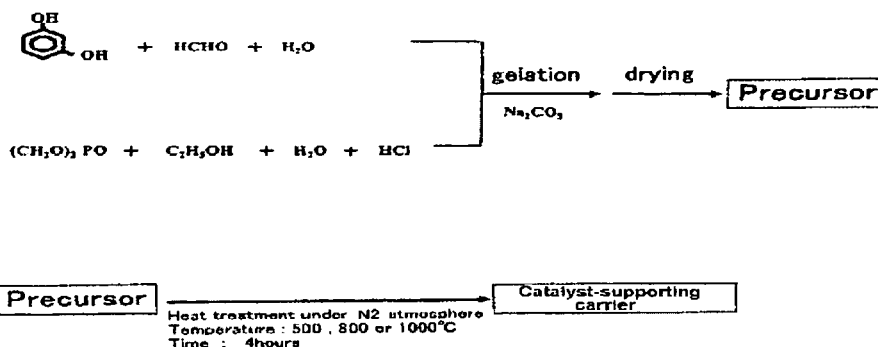 OH
OH + HCHO + H₂O
gelation drying
Precursor
Na₂CO₃
(CH₃O)₃ PO + C₂H₅OH + H₂O + HCl
Precursor
Catalyst-supporting
carrier
Heat treatment under N2 atmosphere
Temperature : 500 , 800 or 1000°C
Time : 4hours